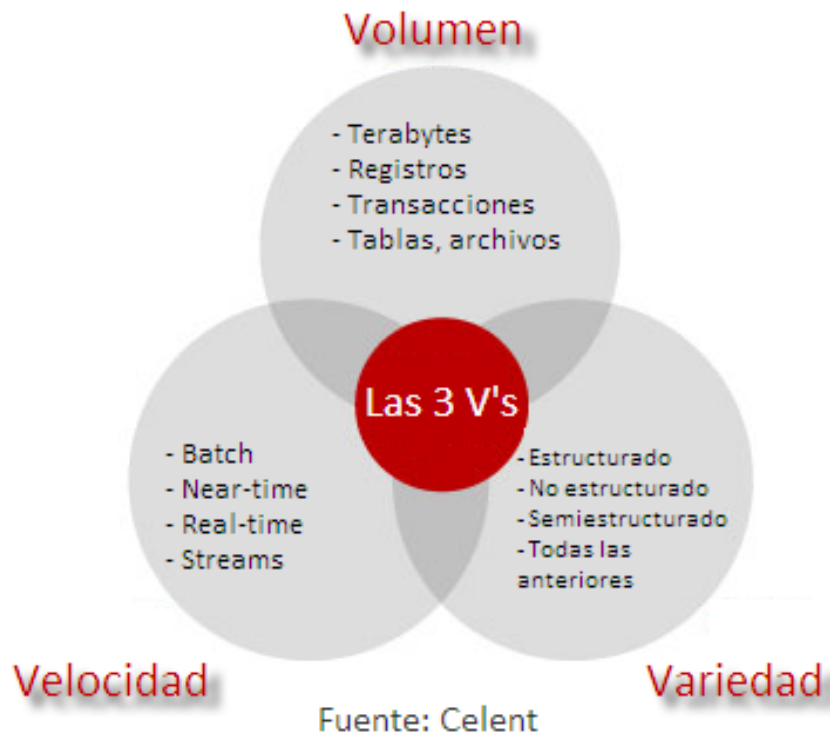 Volumen
- Terabytes
- Registros
- Transacciones
- Tablas, archivos
Las 3 V's
- Batch
- Near-time
- Real-time
- Streams
- Estructurado
- No estructurado
- Semiestructurado
- Todas las
anteriores
Velocidad
Variedad
Fuente: Celent